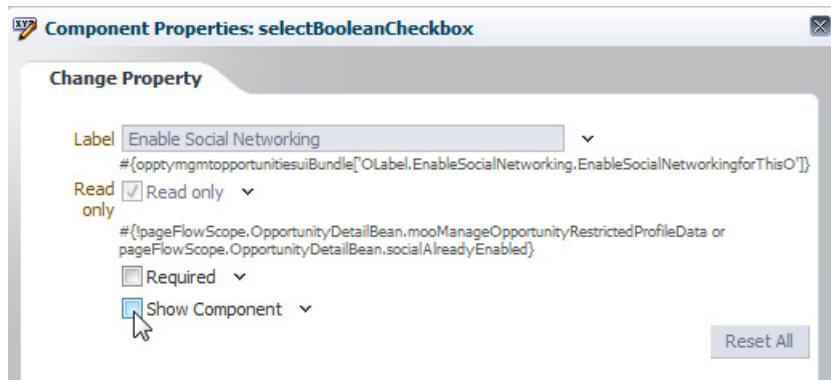 Component Properties: selectBooleanCheckbox
Change Property
Label Enable Social Networking
#{opptymgmtopportunitiesuiBundle['OLabel.EnableSocialNetworking.EnableSocialNetworkingforThisO']}
Read only Read only
#{!pageFlowScope.OpportunityDetailBean.mooManageOpportunityRestrictedProfileData or
pageFlowScope.OpportunityDetailBean.socialAlreadyEnabled}
Required
Show Component
Reset All